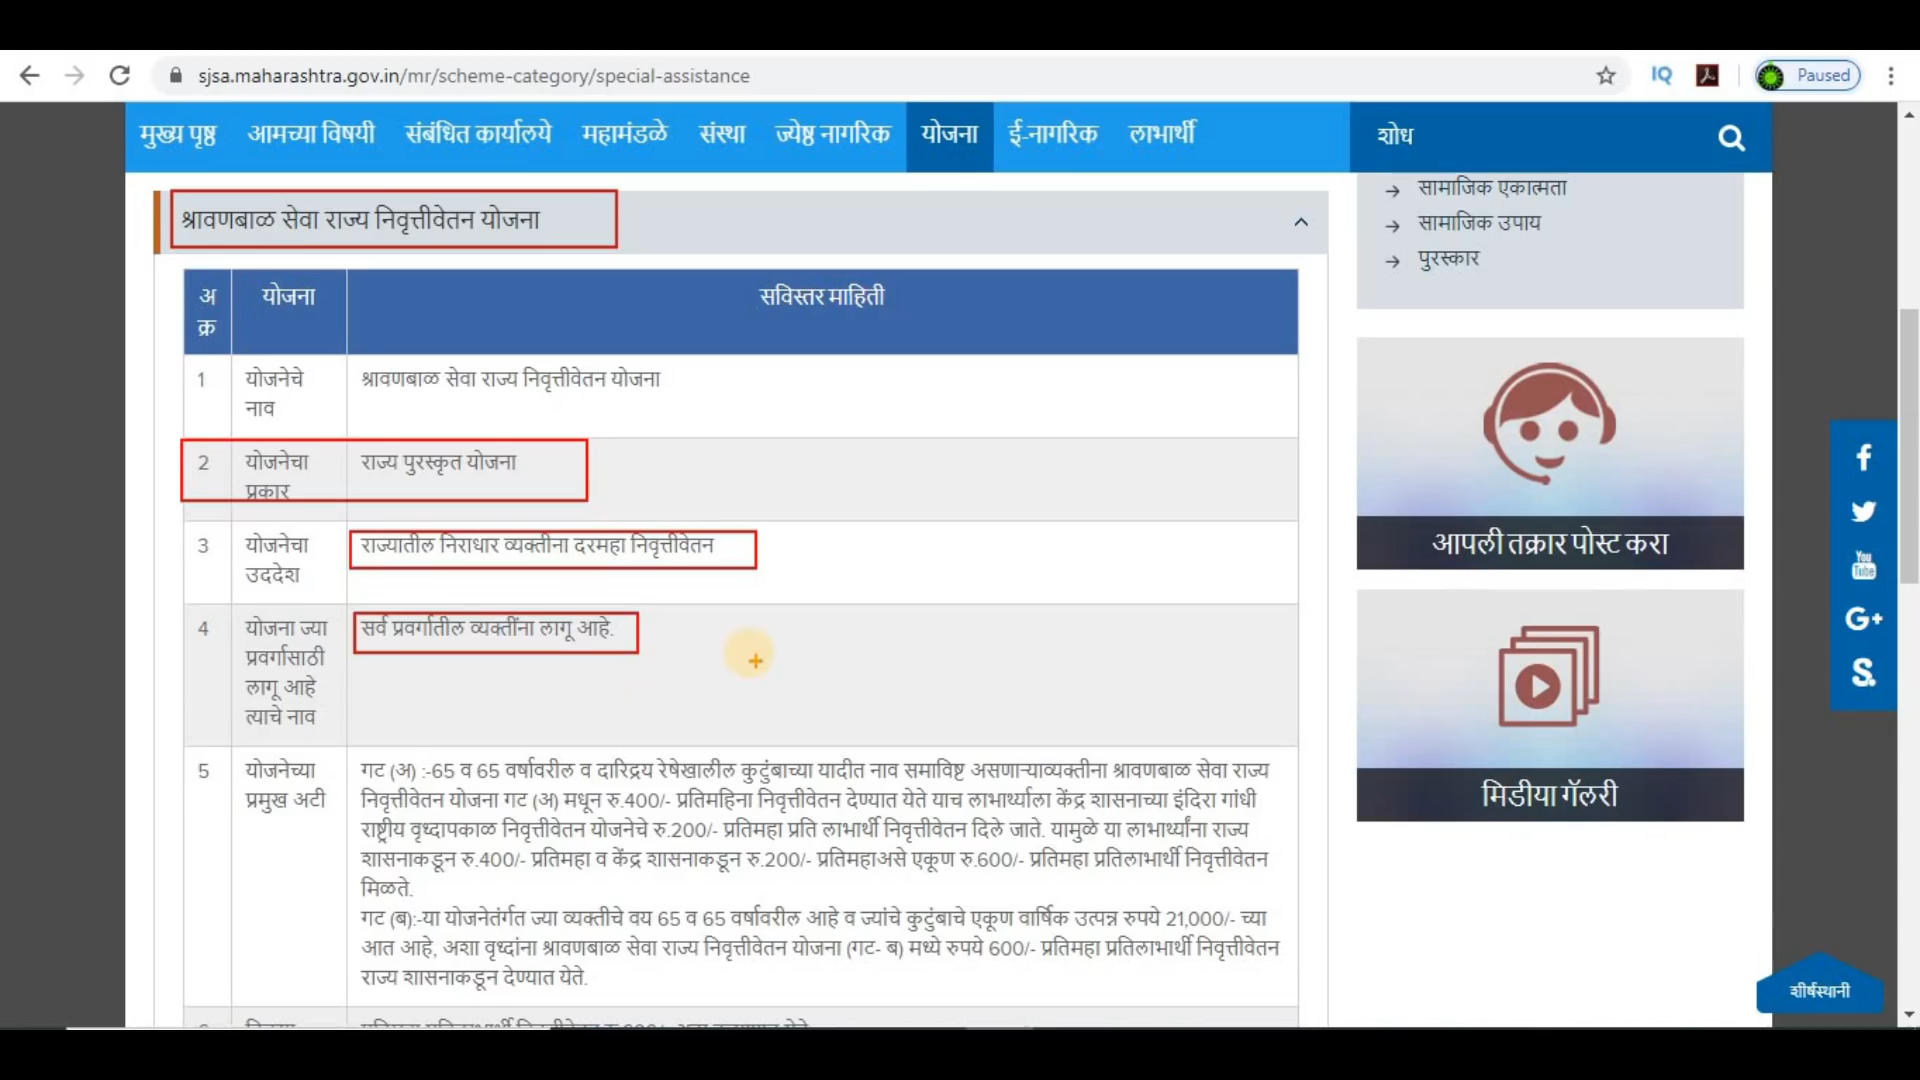 sjsa.maharashtra.gov.in/mr/scheme-category/special-assistance
IQ
Paused
मुख्य पृष्ठ आमच्या विषयी संबंधित कार्यालये महामंडळे संस्था ज्येष्ठ नागरिक योजना ई-नागरिक लाभार्थी
शोध
श्रावणबाळ सेवा राज्य निवृत्तीवेतन योजना
अ क्र
योजना
सविस्तर माहिती
1
योजनेचे
नाव
श्रावणबाळ सेवा राज्य निवृत्तीवेतन योजना
2
योजनेचा
प्रकार
राज्य पुरस्कृत योजना
3
योजनेचा
उददेश
राज्यातील निराधार व्यक्तीना दरमहा निवृत्तीवेतन
4
योजना ज्या
प्रवर्गासाठी
लागू आहे
त्याचे नाव
सर्व प्रवर्गातील व्यक्तींना लागू आहे.
5
योजनेच्या
प्रमुख अटी
गट (अ) :-65 व 65 वर्षावरील व दारिद्रय रेषेखालील कुटुंबाच्या यादीत नाव समाविष्ट असणाऱ्याव्यक्तीना श्रावणबाळ सेवा राज्य
निवृत्तीवेतन योजना गट (अ) मधून रु.400/- प्रतिमहिना निवृत्तीवेतन देण्यात येते याच लाभार्थ्याला केंद्र शासनाच्या इंदिरा गांधी
राष्ट्रीय वृध्दापकाळ निवृत्तीवेतन योजनेचे रु.200/- प्रतिमहा प्रति लाभार्थी निवृत्तीवेतन दिले जाते. यामुळे या लाभार्थ्यांना राज्य
शासनाकडून रु.400/- प्रतिमहा व केंद्र शासनाकडून रु.200/- प्रतिमहाअसे एकूण रु.600/- प्रतिमहा प्रतिलाभार्थी निवृत्तीवेतन
मिळते.
गट (ब):-या योजनेतंर्गत ज्या व्यक्तीचे वय 65 व 65 वर्षावरील आहे व ज्यांचे कुटुंबाचे एकूण वार्षिक उत्पन्न रुपये 21,000/- च्या
आत आहे, अशा वृध्दांना श्रावणबाळ सेवा राज्य निवृत्तीवेतन योजना (गट- ब) मध्ये रुपये 600/- प्रतिमहा प्रतिलाभार्थी निवृत्तीवेतन
राज्य शासनाकडून देण्यात येते.
सामाजिक एकात्मता
सामाजिक उपाय
पुरस्कार
आपली तक्रार पोस्ट करा
मिडीया गॅलरी
You
Tube
G+
शीर्षस्थानी